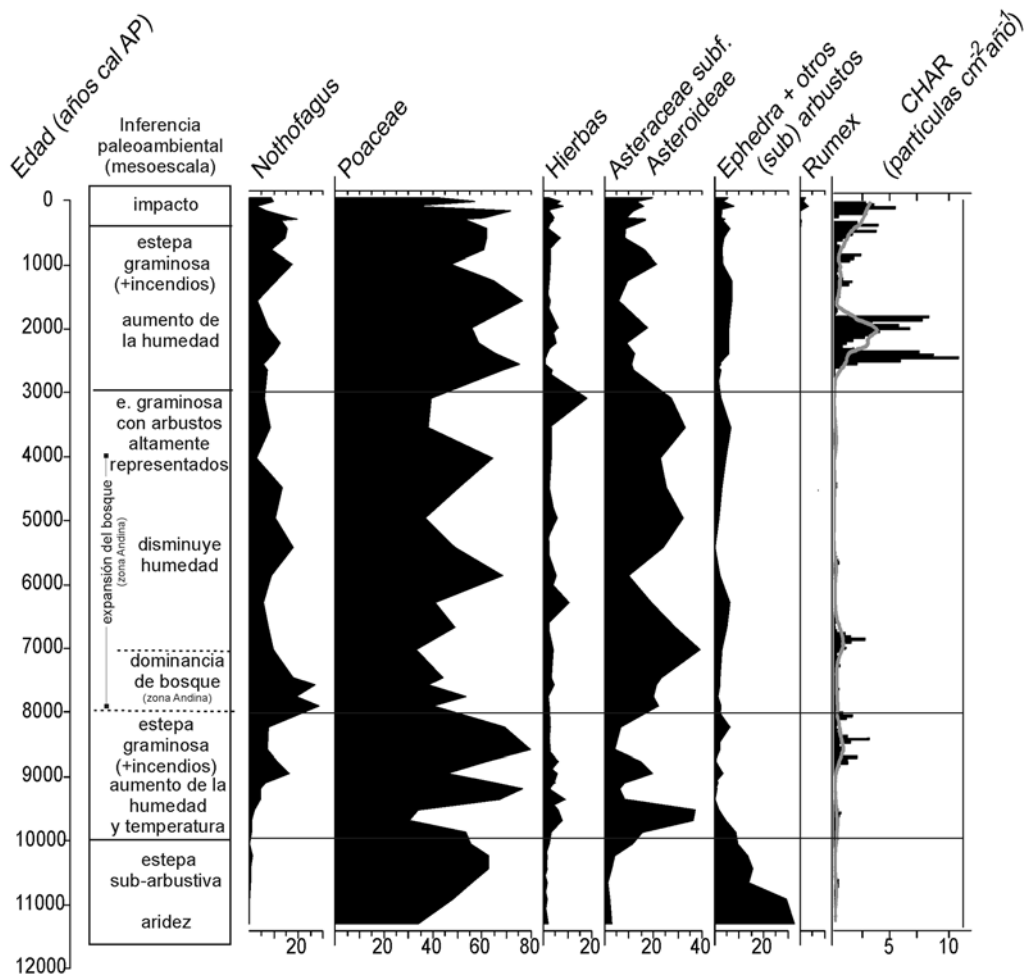 Edad (años cal AP)
Inferencia
paleoambiental
(mesoescala)
Nothofagus
Poaceae
Hierbas
Asteraceae subf.
Asteroideae
Ephedra + otros
(sub) arbustos
Rumex
CHAR
(partículas cm⁻² año⁻¹)
0
1000
2000
3000
4000
5000
6000
7000
8000
9000
10000
11000
12000
impacto
estepa
graminosa
(+incendios)
aumento de
la humedad
e. graminosa
con arbustos
altamente
representados
expansión del bosque
(zona Andina)
disminuye
humedad
dominancia
de bosque
(zona Andina)
estepa
graminosa
(+incendios)
aumento de la
humedad
y temperatura
estepa
sub-arbustiva
aridez
20
20 40 60 80
20
20 40
20
5 10